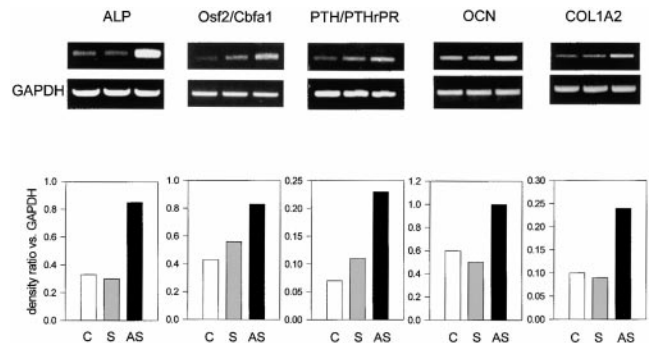 ALP Osf2/Cbfa1 PTH/PTHrPR OCN COL1A2
GAPDH
density ratio vs. GAPDH
1.0 1.0 0.25 1.2 0.30
0.8 0.8 0.20 1.0 0.25
0.6 0.6 0.15 0.8 0.20
0.4 0.4 0.10 0.6 0.15
0.2 0.2 0.05 0.4 0.10
0.0 0.0 0.00 0.2 0.05
0.0 0.00
C S AS C S AS C S AS C S AS C S AS